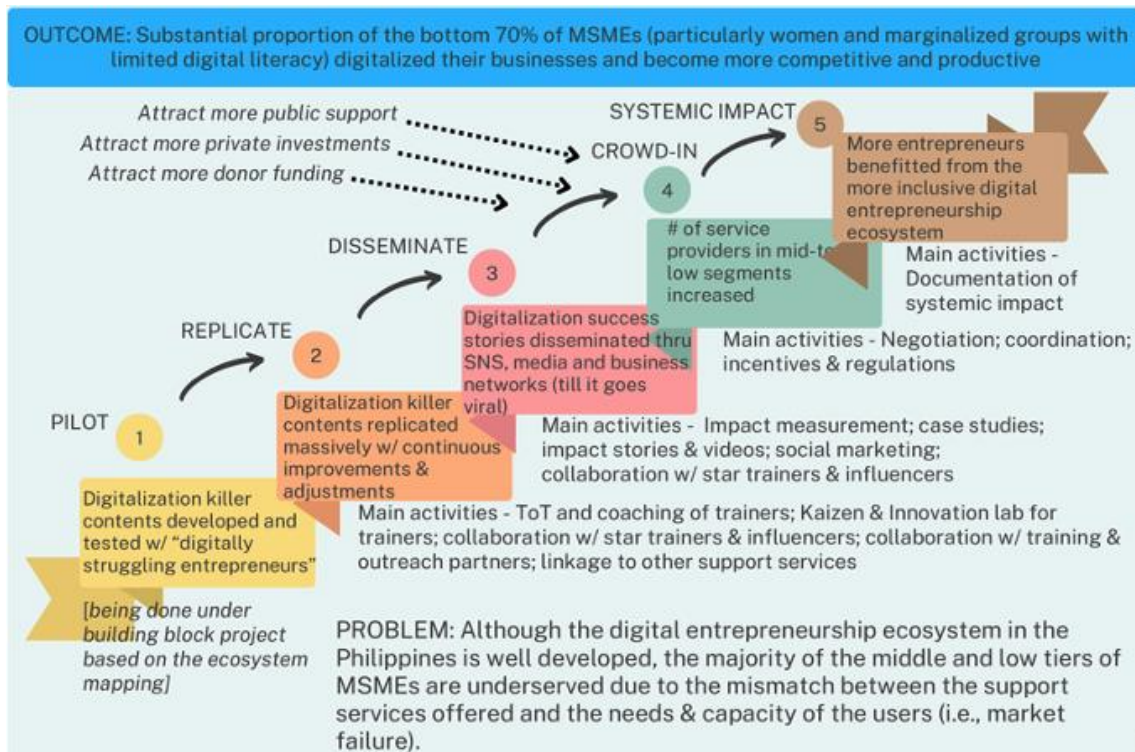 OUTCOME: Substantial proportion of the bottom 70% of MSMEs (particularly women and marginalized groups with
limited digital literacy) digitalized their businesses and become more competitive and productive
Attract more public support
Attract more private investments
Attract more donor funding
SYSTEMIC IMPACT
5
More entrepreneurs
benefitted from the
more inclusive digital
entrepreneurship
ecosystem
Main activities -
Documentation of
systemic impact
CROWD-IN
4
# of service
providers in mid-to
low segments
increased
Main activities - Negotiation; coordination;
incentives & regulations
DISSEMINATE
3
Digitalization success
stories disseminated thru
SNS, media and business
networks (till it goes
viral)
Main activities - Impact measurement; case studies;
impact stories & videos; social marketing;
collaboration w/ star trainers & influencers
REPLICATE
2
Digitalization killer
contents replicated
massively w/ continuous
improvements &
adjustments
Main activities - ToT and coaching of trainers; Kaizen & Innovation lab for
trainers; collaboration w/ star trainers & influencers; collaboration w/ training &
outreach partners; linkage to other support services
PILOT
1
Digitalization killer
contents developed and
tested w/ “digitally
struggling entrepreneurs”
[being done under
building block project
based on the ecosystem
mapping]
PROBLEM: Although the digital entrepreneurship ecosystem in the
Philippines is well developed, the majority of the middle and low tiers of
MSMEs are underserved due to the mismatch between the support
services offered and the needs & capacity of the users (i.e., market
failure).